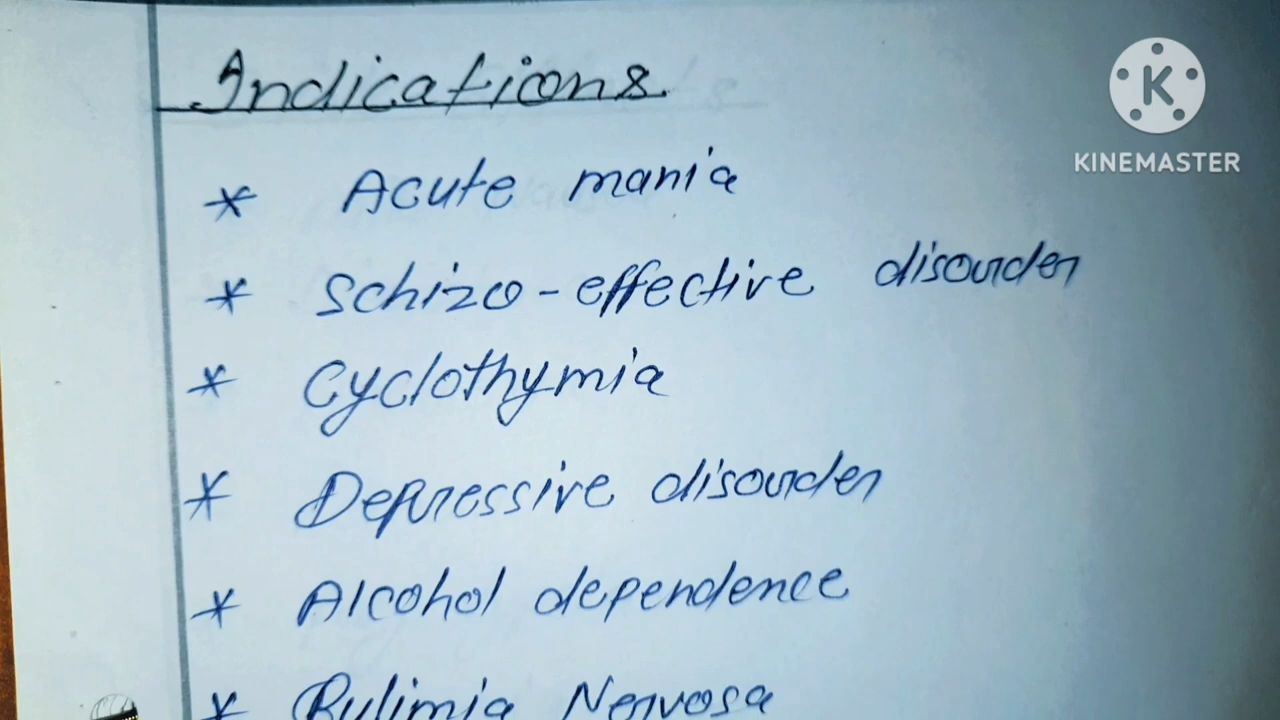 Indications.
K
KINEMASTER
* Acute mania
* Schizo-effective disorder
* Cyclothymia
* Depressive disorder
* Alcohol dependence
* Bulimia Nervosa